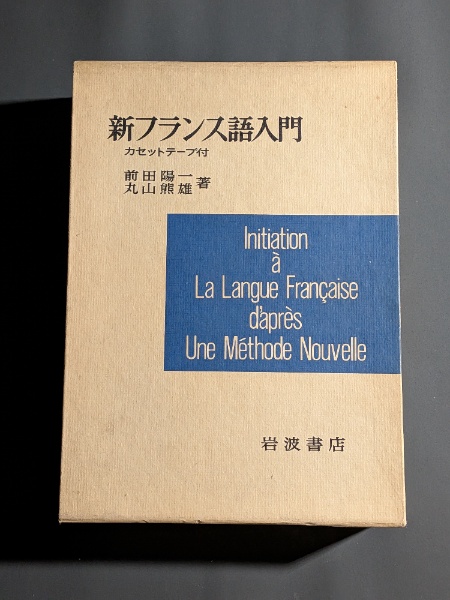 新フランス語入門
カセットテープ付
前田陽一
丸山熊雄 著
Initiation
à
La Langue Française
d'après
Une Méthode Nouvelle
岩波書店